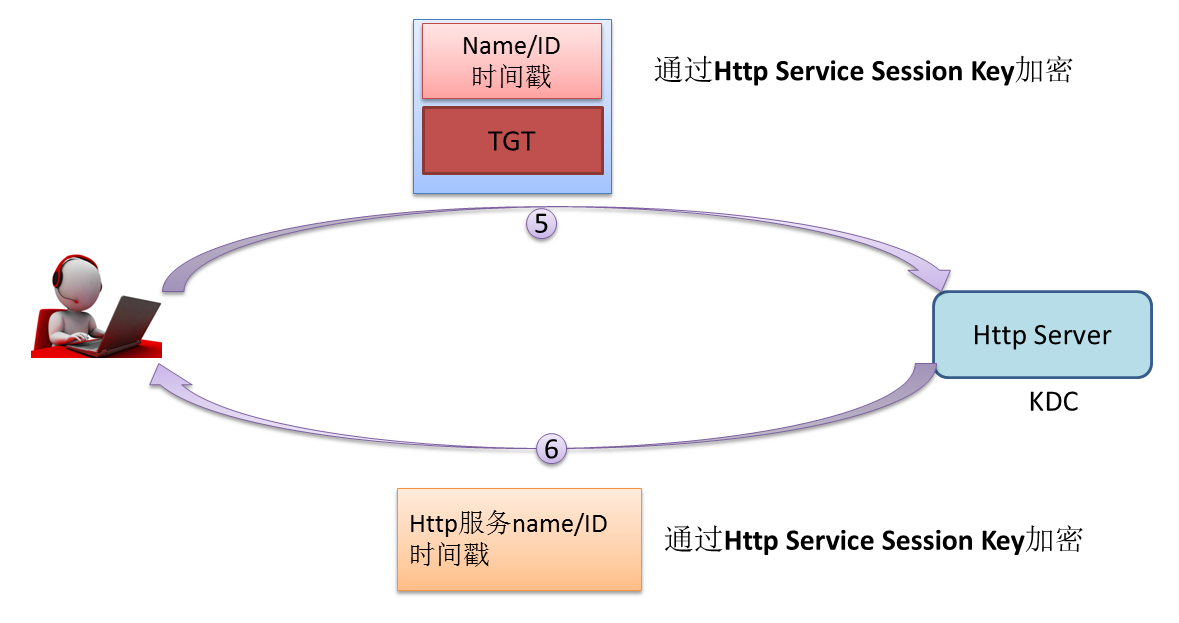 Name/ID
时间戳
通过Http Service Session Key加密
TGT
5
Http Server
KDC
6
Http服务name/ID
时间戳
通过Http Service Session Key加密